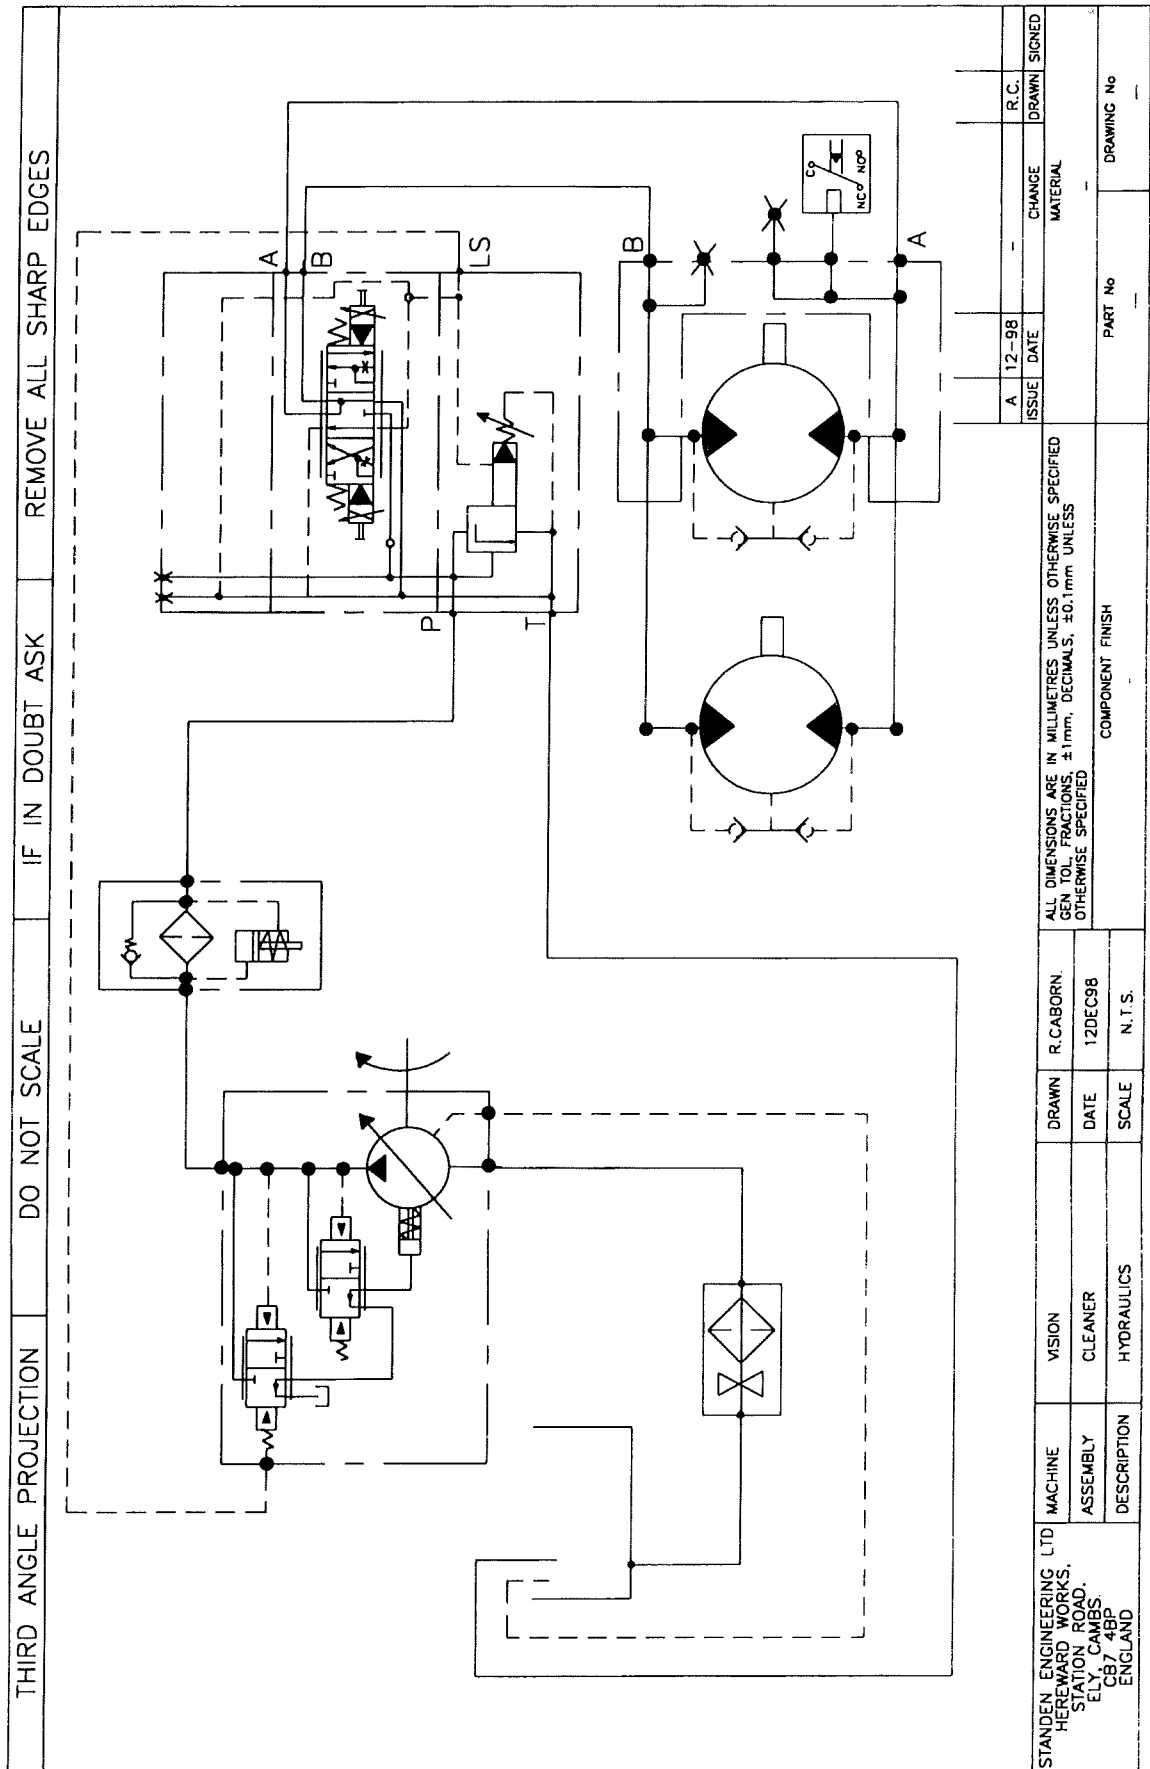 THIRD ANGLE PROJECTION
DO NOT SCALE
IF IN DOUBT ASK
REMOVE ALL SHARP EDGES
A
B
LS
P
T
B
A
C
NC
NO
A 12-98 - R.C.
ISSUE DATE CHANGE DRAWN SIGNED
STANDEN ENGINEERING LTD
HEREWARD WORKS,
STATION ROAD.
ELY, CAMBS.
CB7 4BP
ENGLAND
MACHINE VISION
ASSEMBLY CLEANER
DESCRIPTION HYDRAULICS
DRAWN R.CABORN.
DATE 12DEC98
SCALE N.T.S.
ALL DIMENSIONS ARE IN MILLIMETRES UNLESS OTHERWISE SPECIFIED
GEN TOL, FRACTIONS, ±1mm, DECIMALS, ±0.1mm UNLESS
OTHERWISE SPECIFIED
COMPONENT FINISH
-
MATERIAL
-
PART No
—
DRAWING No
—